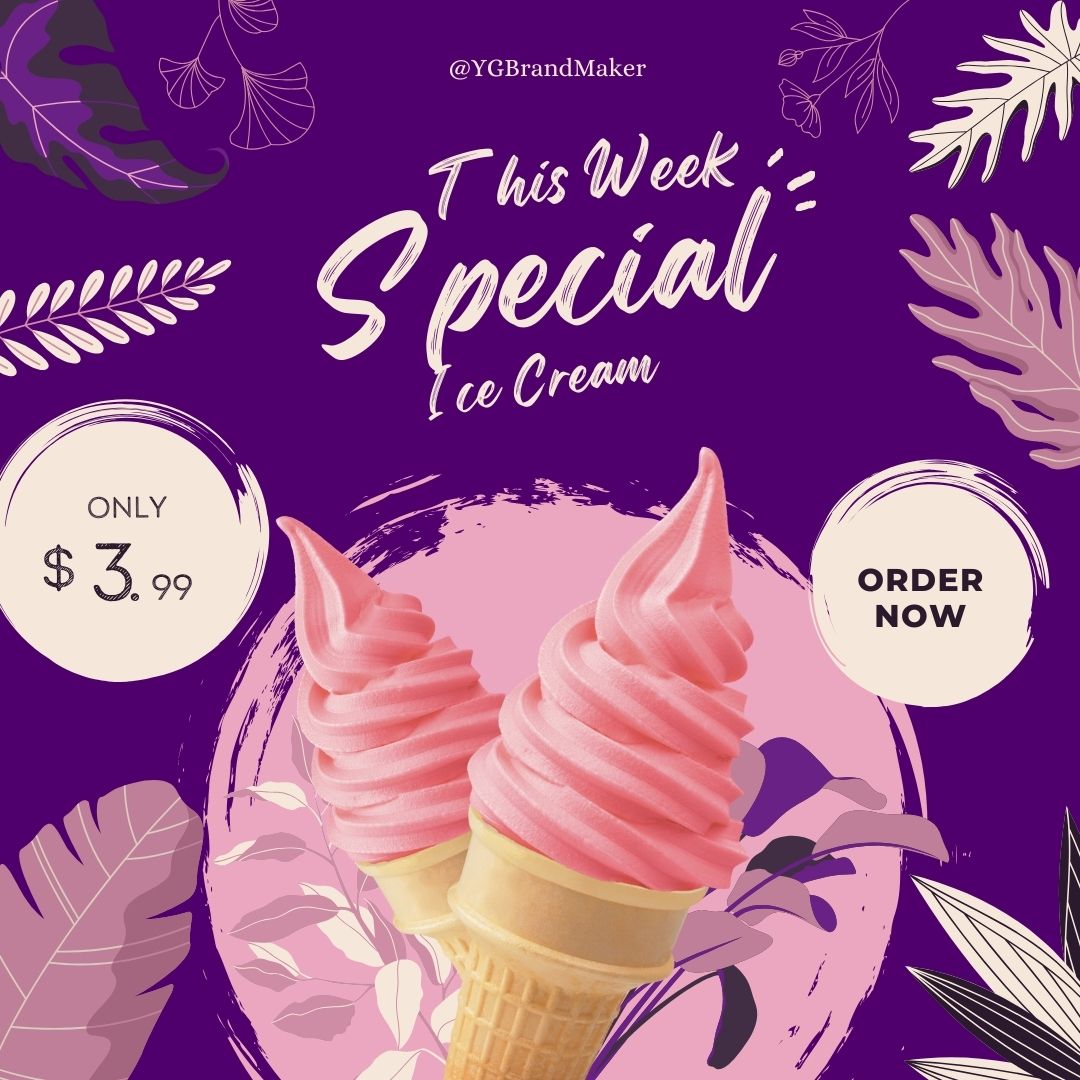 @YGBrandMaker
This Week
Special
Ice Cream
ONLY
$ 3.99
ORDER
NOW